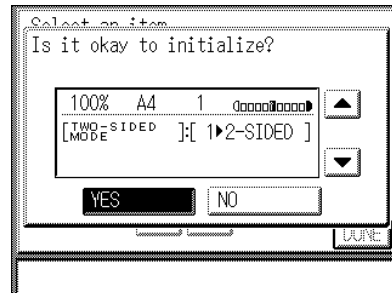 Select an item
Is it okay to initialize?
100% A4 1
[TWO-SIDED MODE ]:[ 1▶2-SIDED ]
YES NO
DONE